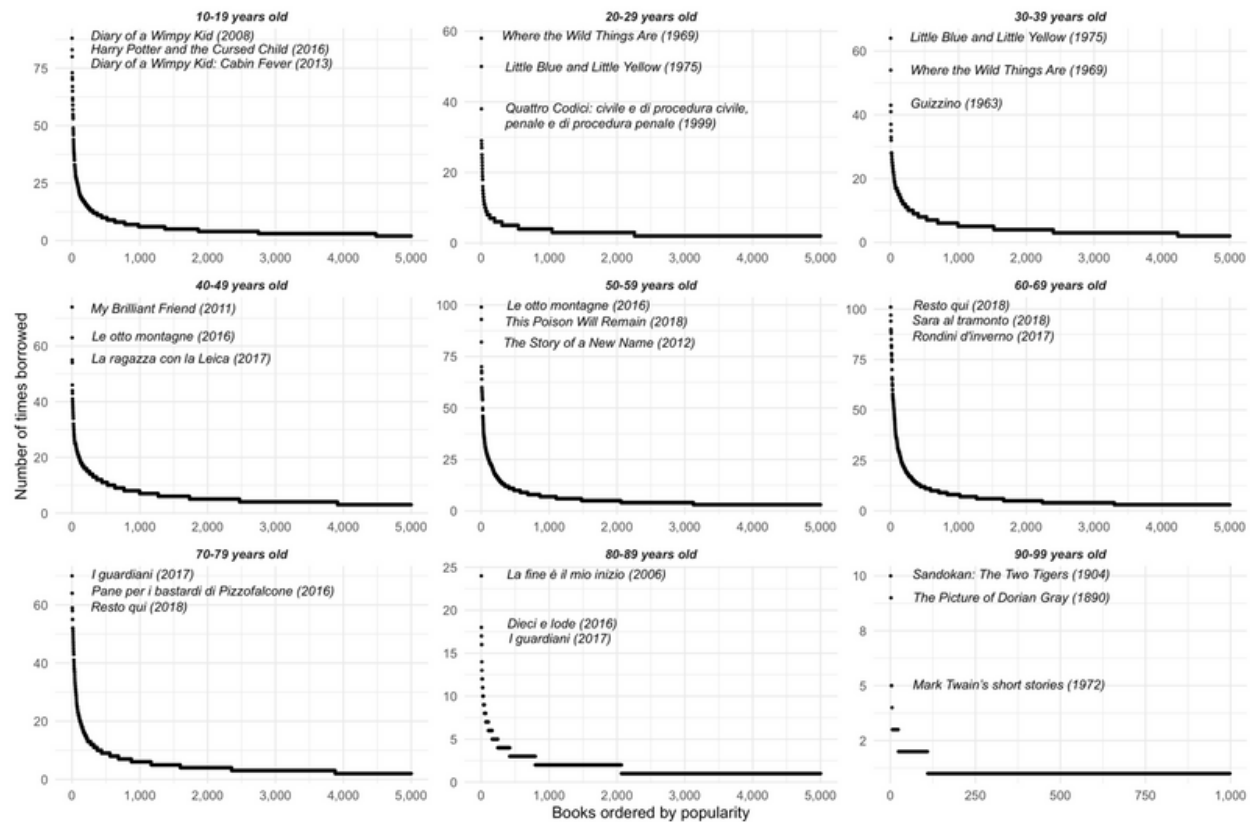 10-19 years old
Diary of a Wimpy Kid (2008)
Harry Potter and the Cursed Child (2016)
Diary of a Wimpy Kid: Cabin Fever (2013)
75
50
25
0
0
1,000
2,000
3,000
4,000
5,000
20-29 years old
Where the Wild Things Are (1969)
Little Blue and Little Yellow (1975)
Quattro Codici: civile e di procedura civile,
penale e di procedura penale (1999)
60
40
20
0
0
1,000
2,000
3,000
4,000
5,000
30-39 years old
Little Blue and Little Yellow (1975)
Where the Wild Things Are (1969)
Guizzino (1963)
60
40
20
0
0
1,000
2,000
3,000
4,000
5,000
Number of times borrowed
40-49 years old
My Brilliant Friend (2011)
Le otto montagne (2016)
La ragazza con la Leica (2017)
60
40
20
0
0
1,000
2,000
3,000
4,000
5,000
50-59 years old
Le otto montagne (2016)
This Poison Will Remain (2018)
The Story of a New Name (2012)
100
75
50
25
0
0
1,000
2,000
3,000
4,000
5,000
60-69 years old
Resto qui (2018)
Sara al tramonto (2018)
Rondini d'inverno (2017)
100
75
50
25
0
0
1,000
2,000
3,000
4,000
5,000
70-79 years old
I guardiani (2017)
Pane per i bastardi di Pizzofalcone (2016)
Resto qui (2018)
60
40
20
0
0
1,000
2,000
3,000
4,000
5,000
80-89 years old
La fine è il mio inizio (2006)
Dieci e lode (2016)
I guardiani (2017)
25
20
15
10
5
0
0
1,000
2,000
3,000
4,000
5,000
90-99 years old
Sandokan: The Two Tigers (1904)
The Picture of Dorian Gray (1890)
Mark Twain's short stories (1972)
10
8
5
2
0
250
500
750
1,000
Books ordered by popularity